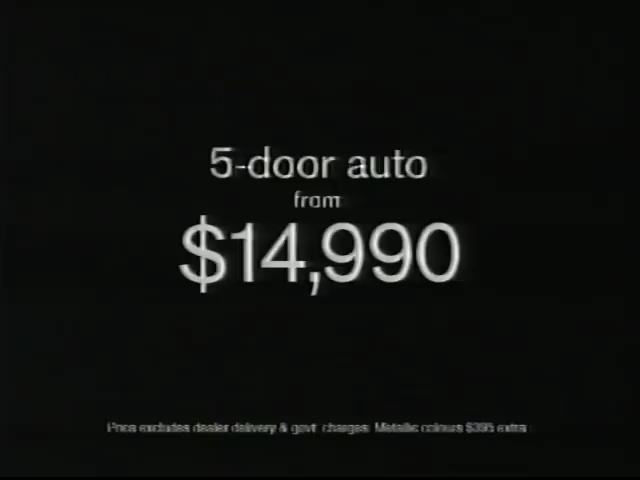 5-door auto
from
$14,990
Price excludes dealer delivery & govt charges. Metallic colours $395 extra